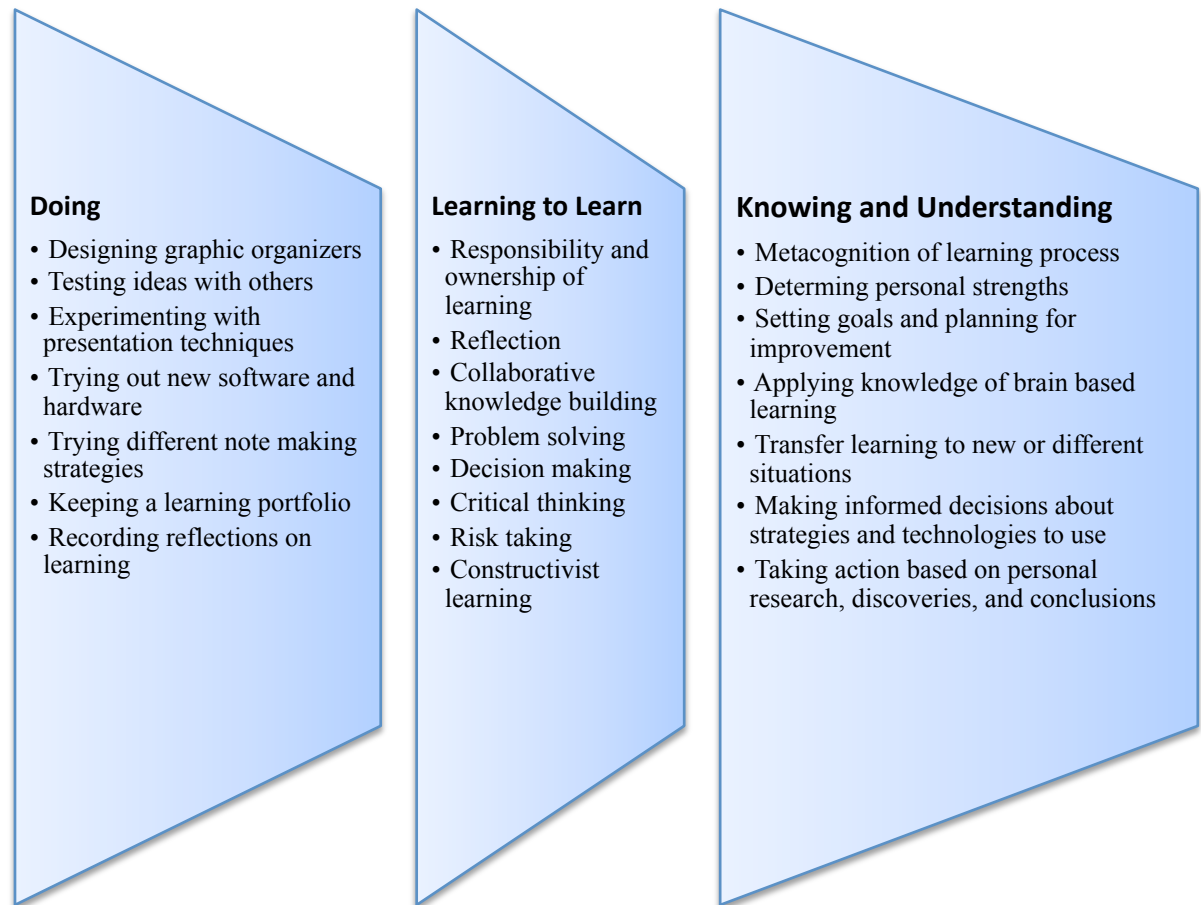 Doing
• Designing graphic organizers
• Testing ideas with others
• Experimenting with
presentation techniques
• Trying out new software and
hardware
• Trying different note making
strategies
• Keeping a learning portfolio
• Recording reflections on
learning
Learning to Learn
• Responsibility and
ownership of
learning
• Reflection
• Collaborative
knowledge building
• Problem solving
• Decision making
• Critical thinking
• Risk taking
• Constructivist
learning
Knowing and Understanding
• Metacognition of learning process
• Determing personal strengths
• Setting goals and planning for
improvement
• Applying knowledge of brain based
learning
• Transfer learning to new or different
situations
• Making informed decisions about
strategies and technologies to use
• Taking action based on personal
research, discoveries, and conclusions